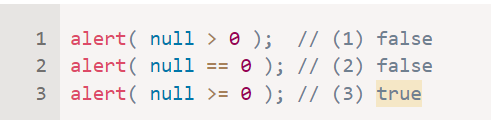 1 alert( null > 0 );  // (1) false
2 alert( null == 0 ); // (2) false
3 alert( null >= 0 ); // (3) true